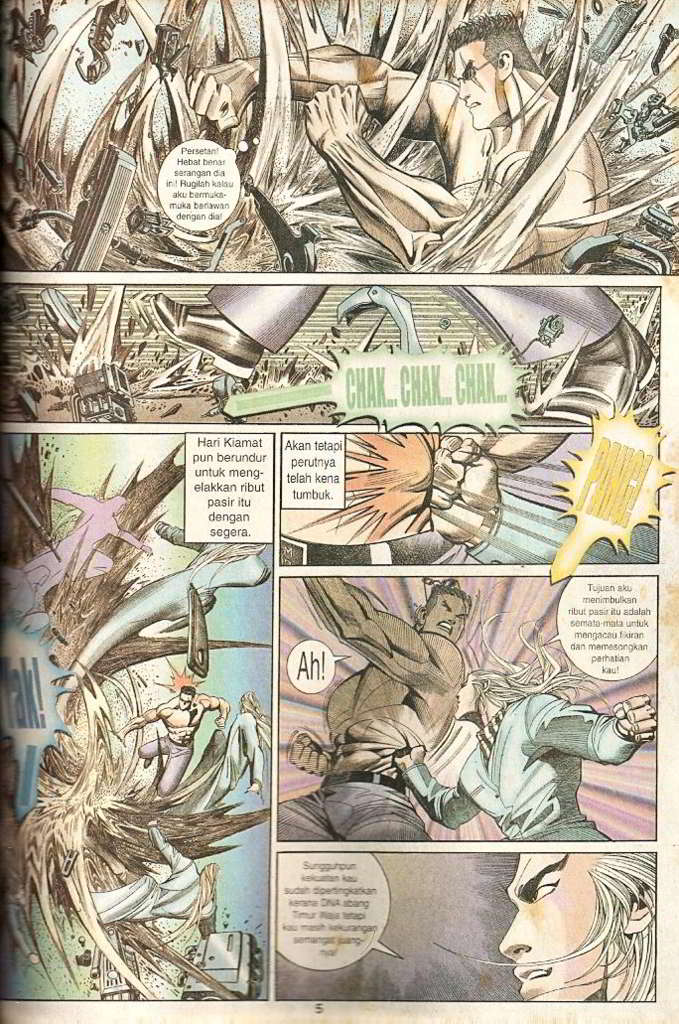 Persetan!
Hebat benar
serangan dia
ini! Rugilah kalau
aku bermuka-
muka berlawan
dengan dia!
CHAK... CHAK... CHAK...
Hari Kiamat
pun berundur
untuk meng-
elakkan ribut
pasir itu
dengan
segera.
Akan tetapi
perutnya
telah kena
tumbuk.
PANG!
ak!
Ah!
Tujuan aku
menimbulkan
ribut pasir itu adalah
semata-mata untuk
mengacau fikiran
dan memesongkan
perhatian
kau!
Sungguhpun
kekuatan kau
sudah dipertingkatkan
kerana DNA abang
Timur Waja tetapi
kau masih kekurangan
semangat juang-
nya!
5